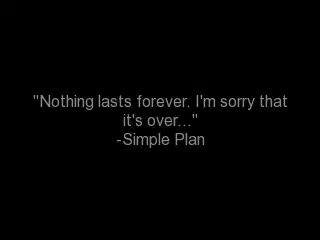 "Nothing lasts forever. I'm sorry that
it's over..."
-Simple Plan